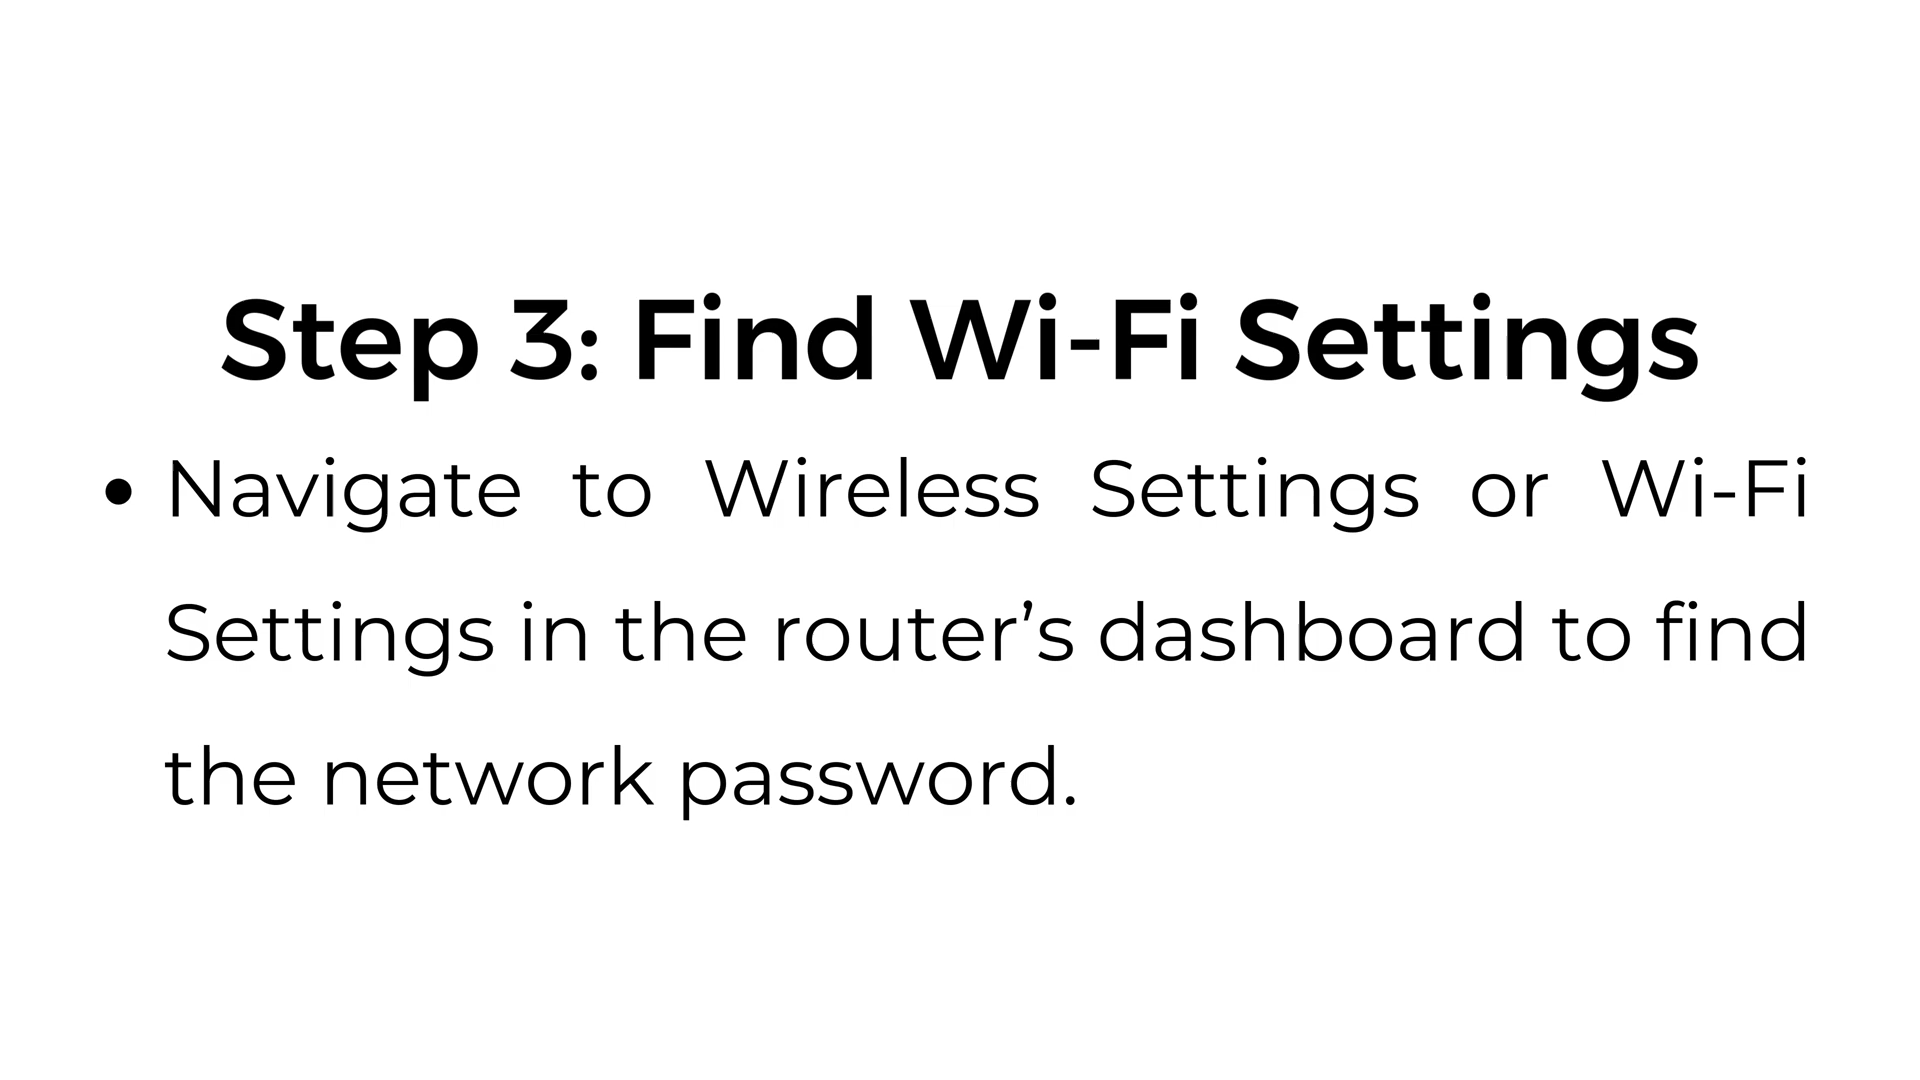 Step 3: Find Wi-Fi Settings
• Navigate to Wireless Settings or Wi-Fi
Settings in the router’s dashboard to find
the network password.